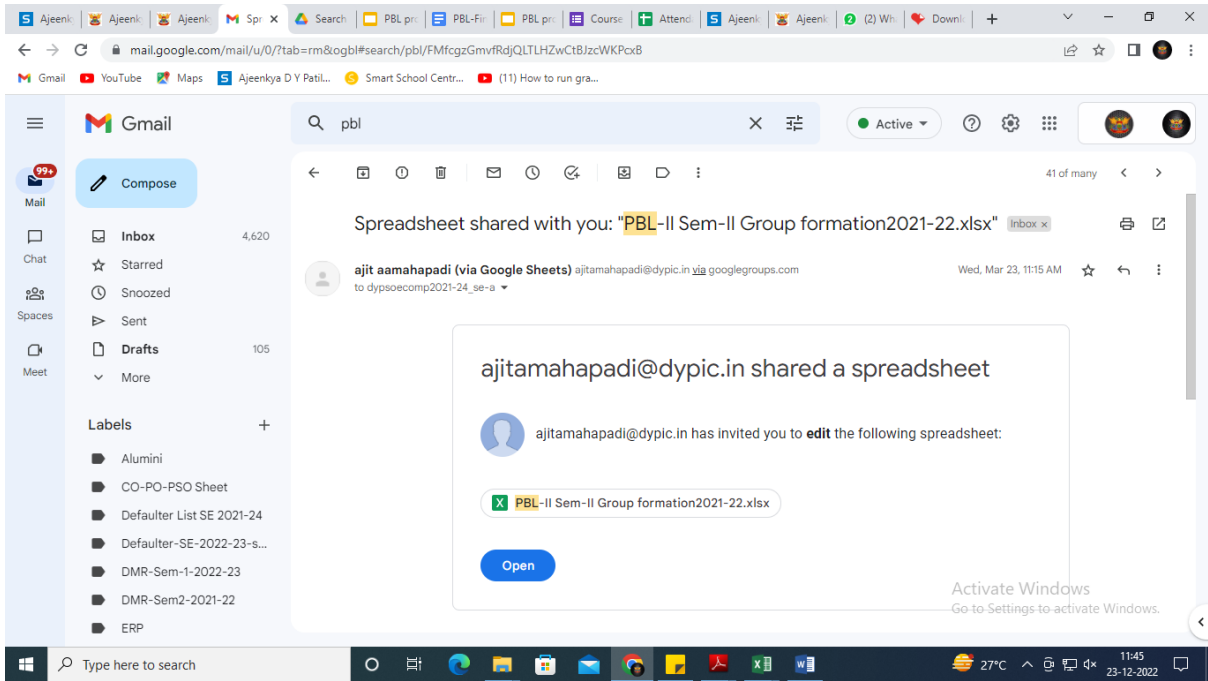 Ajeenk
Ajeenk
Ajeenk
Spr
Search
PBL pro
PBL-Fir
PBL pro
Course
Attend
Ajeenk
Ajeenk
(2) Wh
Downl
mail.google.com/mail/u/0/?tab=rm&ogbl#search/pbl/FMfcgzGmvfRdjQLTLHZwCtBJzcWKPcxB
Gmail YouTube Maps Ajeenkya D Y Patil... Smart School Centr... (11) How to run gra...
Gmail
pbl
Active
99+
Mail
Chat
Spaces
Meet
Compose
Inbox 4,620
Starred
Snoozed
Sent
Drafts 105
More
Labels
Alumini
CO-PO-PSO Sheet
Defaulter List SE 2021-24
Defaulter-SE-2022-23-s...
DMR-Sem-1-2022-23
DMR-Sem2-2021-22
ERP
41 of many
Spreadsheet shared with you: "PBL-II Sem-II Group formation2021-22.xlsx" Inbox x
ajit aamahapadi (via Google Sheets) ajitamahapadi@dypic.in via googlegroups.com Wed, Mar 23, 11:15 AM
to dypsoecomp2021-24_se-a
ajitamahapadi@dypic.in shared a spreadsheet
ajitamahapadi@dypic.in has invited you to edit the following spreadsheet:
X PBL-II Sem-II Group formation2021-22.xlsx
Open
Activate Windows
Go to Settings to activate Windows.
Type here to search
27°C
11:45
23-12-2022